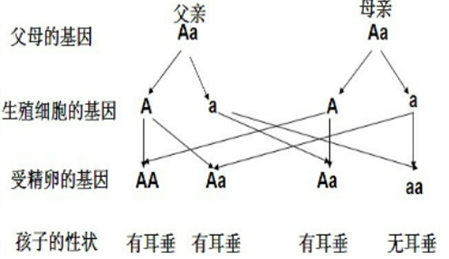 父亲 母亲
父母的基因 Aa Aa
生殖细胞的基因 A a A a
受精卵的基因 AA Aa Aa aa
孩子的性状 有耳垂 有耳垂 有耳垂 无耳垂